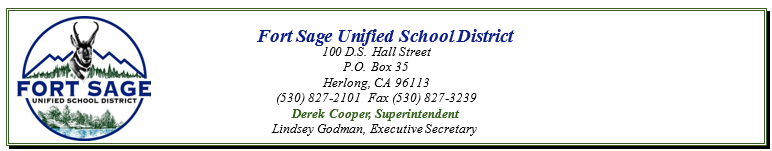 FORT SAGE
UNIFIED SCHOOL DISTRICT
Fort Sage Unified School District
100 D.S. Hall Street
P.O. Box 35
Herlong, CA 96113
(530) 827-2101  Fax (530) 827-3239
Derek Cooper, Superintendent
Lindsey Godman, Executive Secretary